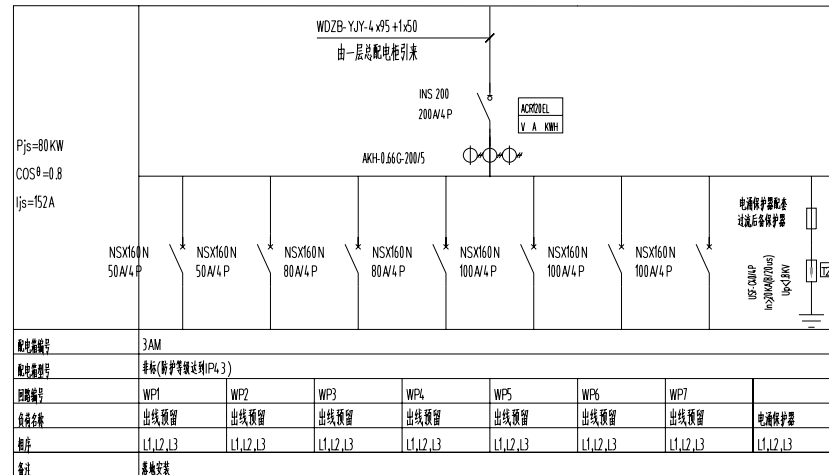 WDZB-YJY-4x95+1x50
由一层总配电柜引来
INS 200
200A/4P
ACR120EL
V A KWH
AKH-0.66G-200/5
Pjs=80KW
COSθ=0.8
Ijs=152A
NSX160N
50A/4P
NSX160N
50A/4P
NSX160N
80A/4P
NSX160N
80A/4P
NSX160N
100A/4P
NSX160N
100A/4P
NSX160N
100A/4P
电涌保护器配套
过流后备保护器
In≥20KA(8/20us)
Up≤1.8KV
配电箱编号 3AM
配电箱型号 非标(防护等级达到IP43)
回路编号 WP1 WP2 WP3 WP4 WP5 WP6 WP7
负荷名称 出线预留 出线预留 出线预留 出线预留 出线预留 出线预留 出线预留 电涌保护器
相序 L1,L2,L3 L1,L2,L3 L1,L2,L3 L1,L2,L3 L1,L2,L3 L1,L2,L3 L1,L2,L3 L1,L2,L3
备注 落地安装